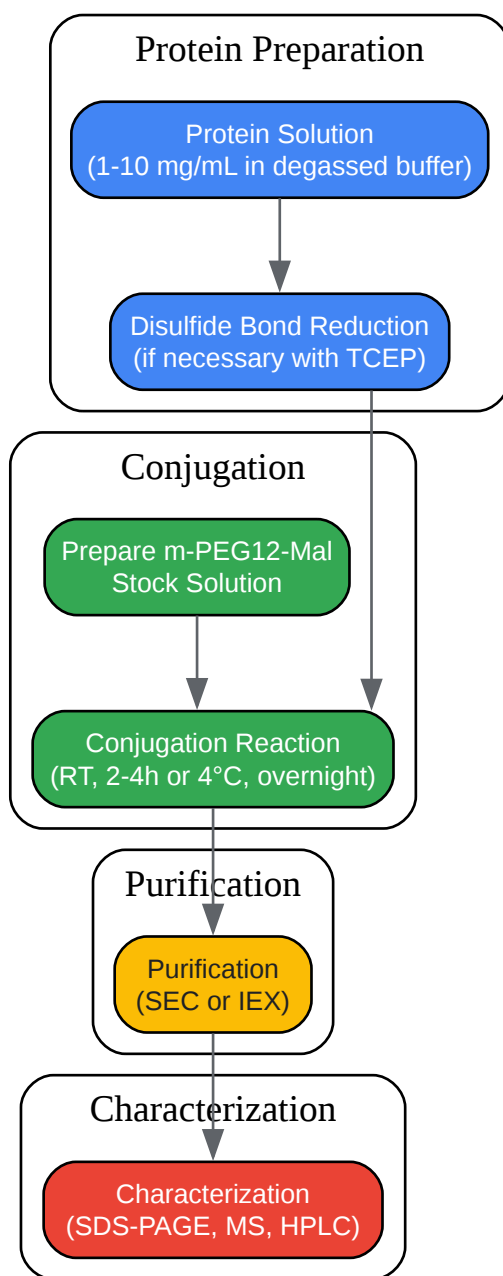 Protein Preparation
Protein Solution
(1-10 mg/mL in degassed buffer)
Disulfide Bond Reduction
(if necessary with TCEP)
Conjugation
Prepare m-PEG12-Mal
Stock Solution
Conjugation Reaction
(RT, 2-4h or 4°C, overnight)
Purification
Purification
(SEC or IEX)
Characterization
Characterization
(SDS-PAGE, MS, HPLC)